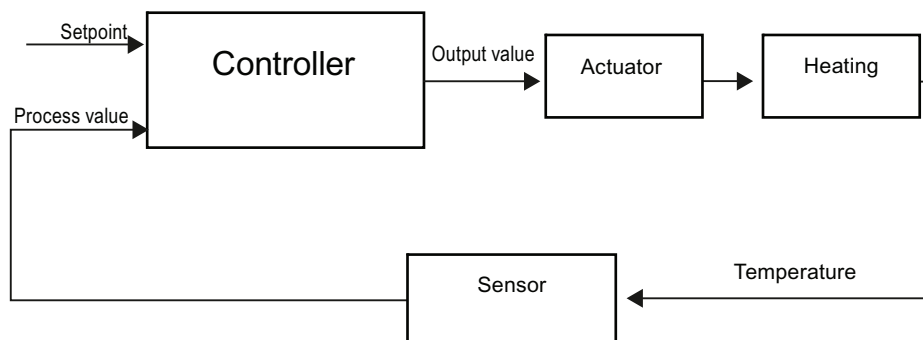 Setpoint
Controller
Output value
Actuator
Heating
Process value
Sensor
Temperature